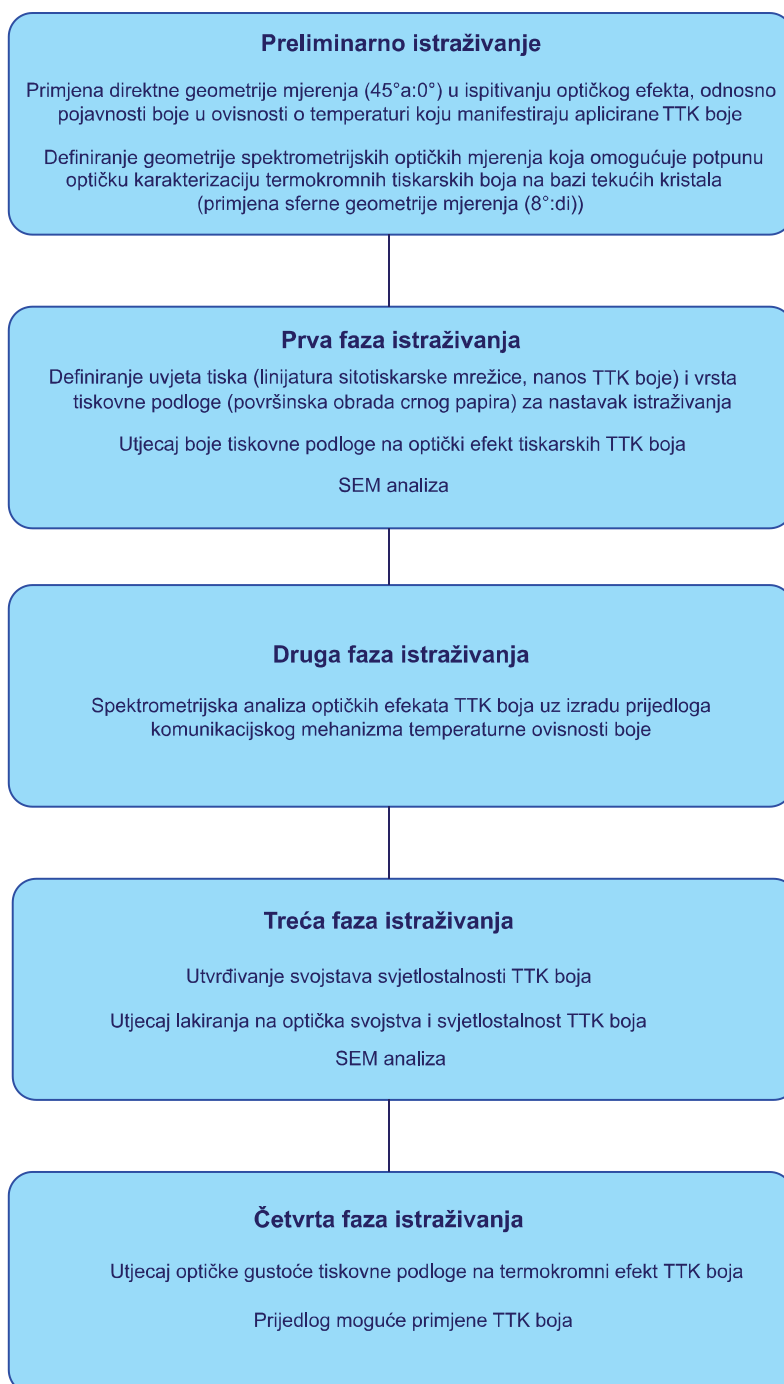 Preliminarno istraživanje
Primjena direktne geometrije mjerenja (45°a:0°) u ispitivanju optičkog efekta, odnosno
pojavnosti boje u ovisnosti o temperaturi koju manifestiraju aplicirane TTK boje
Definiranje geometrije spektrometrijskih optičkih mjerenja koja omogućuje potpunu
optičku karakterizaciju termokromnih tiskarskih boja na bazi tekućih kristala
(primjena sferne geometrije mjerenja (8°:di))
Prva faza istraživanja
Definiranje uvjeta tiska (linijatura sitotiskarske mrežice, nanos TTK boje) i vrsta
tiskovne podloge (površinska obrada crnog papira) za nastavak istraživanja
Utjecaj boje tiskovne podloge na optički efekt tiskarskih TTK boja
SEM analiza
Druga faza istraživanja
Spektrometrijska analiza optičkih efekata TTK boja uz izradu prijedloga
komunikacijskog mehanizma temperaturne ovisnosti boje
Treća faza istraživanja
Utvrđivanje svojstava svjetlostalnosti TTK boja
Utjecaj lakiranja na optička svojstva i svjetlostalnost TTK boja
SEM analiza
Četvrta faza istraživanja
Utjecaj optičke gustoće tiskovne podloge na termokromni efekt TTK boja
Prijedlog moguće primjene TTK boja